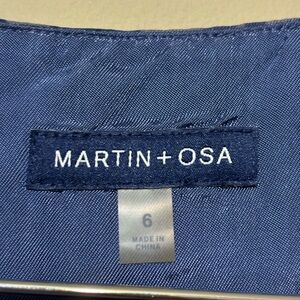 MARTIN + OSA
6
MADE IN
CHINA